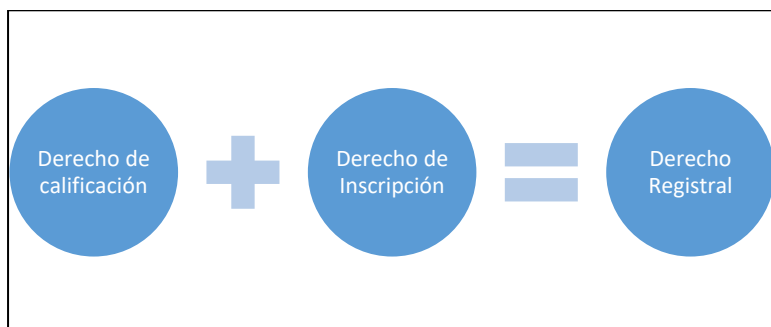 Derecho de
calificación
Derecho de
Inscripción
Derecho
Registral